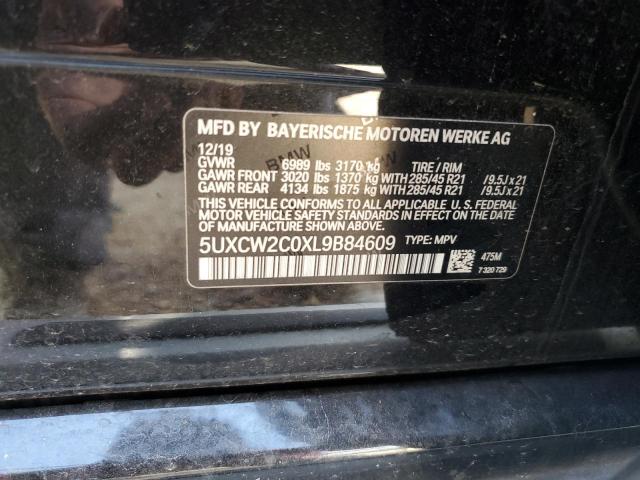 MFD BY BAYERISCHE MOTOREN WERKE AG
12/19
GVWR 6989 lbs 3170 kg TIRE / RIM
GAWR FRONT 3020 lbs 1370 kg WITH 285/45 R21 / 9.5J x 21
GAWR REAR 4134 lbs 1875 kg WITH 285/45 R21 / 9.5J x 21
THIS VEHICLE CONFORMS TO ALL APPLICABLE U. S. FEDERAL
MOTOR VEHICLE SAFETY STANDARDS IN EFFECT ON THE
DATE OF MANUFACTURE SHOWN ABOVE.
5UXCW2C0XL9B84609 TYPE: MPV
475M
7 320 729
BMW